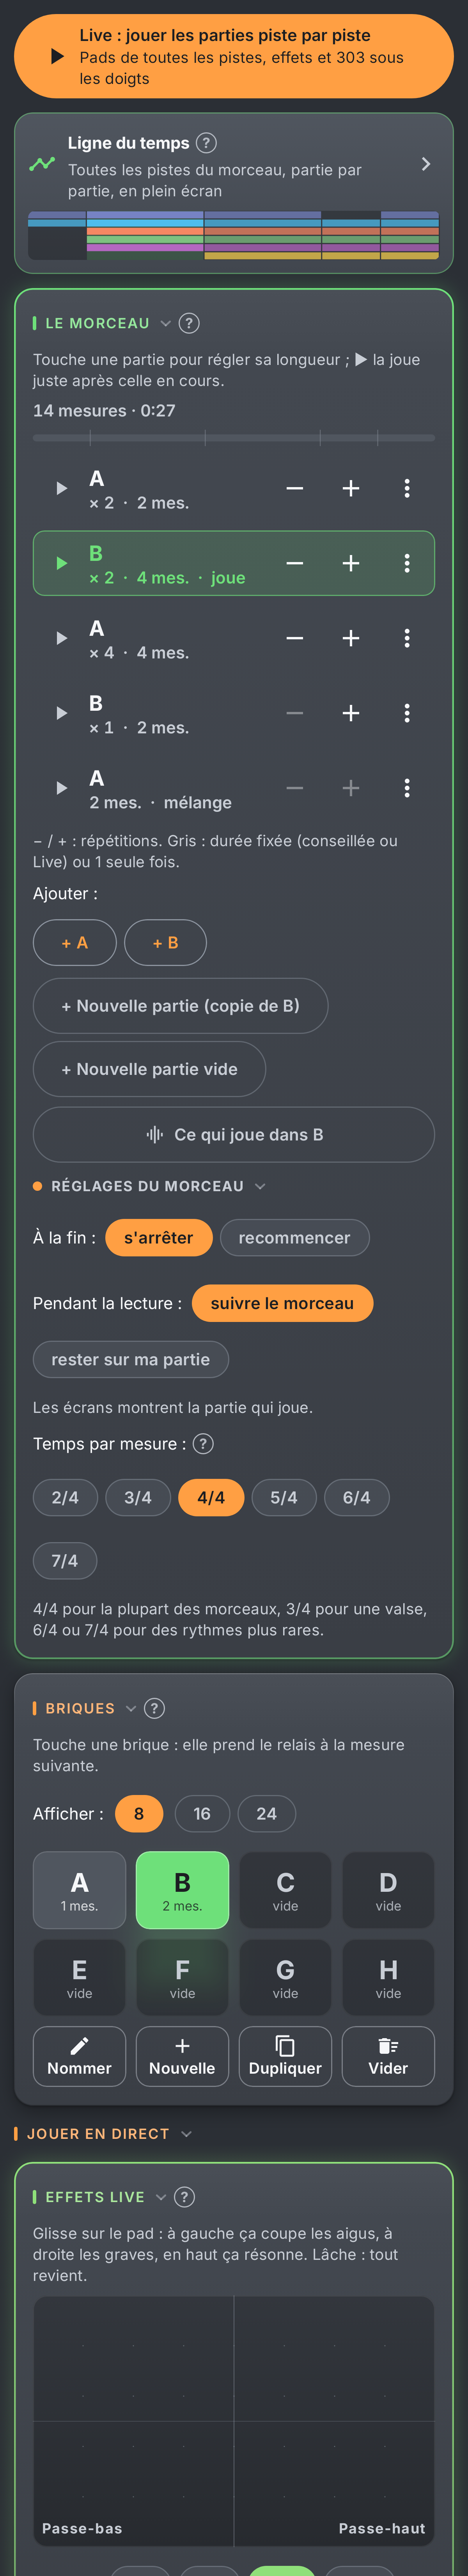 Live : jouer les parties piste par piste
Pads de toutes les pistes, effets et 303 sous
les doigts
Ligne du temps ?
Toutes les pistes du morceau, partie par
partie, en plein écran
LE MORCEAU ?
Touche une partie pour régler sa longueur ; ▶ la joue
juste après celle en cours.
14 mesures · 0:27
A
× 2 · 2 mes.
B
× 2 · 4 mes. · joue
A
× 4 · 4 mes.
B
× 1 · 2 mes.
A
2 mes. · mélange
− / + : répétitions. Gris : durée fixée (conseillée ou
Live) ou 1 seule fois.
Ajouter :
+ A + B
+ Nouvelle partie (copie de B)
+ Nouvelle partie vide
Ce qui joue dans B
RÉGLAGES DU MORCEAU
À la fin : s'arrêter recommencer
Pendant la lecture : suivre le morceau
rester sur ma partie
Les écrans montrent la partie qui joue.
Temps par mesure : ?
2/4 3/4 4/4 5/4 6/4
7/4
4/4 pour la plupart des morceaux, 3/4 pour une valse,
6/4 ou 7/4 pour des rythmes plus rares.
BRIQUES ?
Touche une brique : elle prend le relais à la mesure
suivante.
Afficher : 8 16 24
A B C D
1 mes. 2 mes. vide vide
E F G H
vide vide vide vide
Nommer Nouvelle Dupliquer Vider
JOUER EN DIRECT
EFFETS LIVE ?
Glisse sur le pad : à gauche ça coupe les aigus, à
droite les graves, en haut ça résonne. Lâche : tout
revient.
Passe-bas Passe-haut